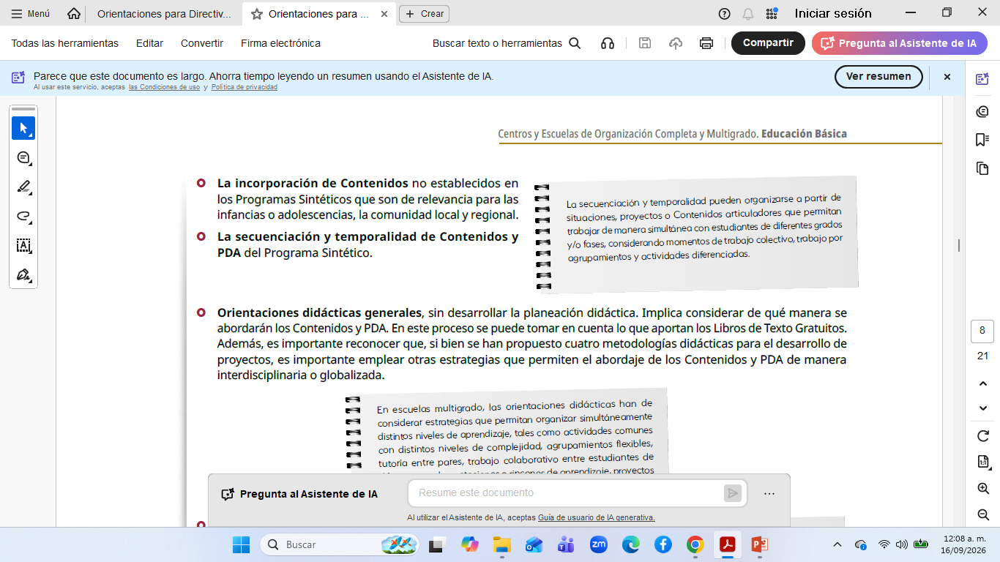 Menú
Orientaciones para Directiv...
Orientaciones para ...
Crear
Iniciar sesión
Todas las herramientas
Editar
Convertir
Firma electrónica
Buscar texto o herramientas
Compartir
Pregunta al Asistente de IA
Parece que este documento es largo. Ahorra tiempo leyendo un resumen usando el Asistente de IA.
Al usar este servicio, aceptas las Condiciones de uso y Política de privacidad
Ver resumen
Centros y Escuelas de Organización Completa y Multigrado. Educación Básica
La incorporación de Contenidos no establecidos en
los Programas Sintéticos que son de relevancia para las
infancias o adolescencias, la comunidad local y regional.
La secuenciación y temporalidad de Contenidos y
PDA del Programa Sintético.
La secuenciación y temporalidad pueden organizarse a partir de
situaciones, proyectos o Contenidos articuladores que permitan
trabajar de manera simultánea con estudiantes de diferentes grados
y/o fases, considerando momentos de trabajo colectivo, trabajo por
agrupamientos y actividades diferenciadas.
Orientaciones didácticas generales, sin desarrollar la planeación didáctica. Implica considerar de qué manera se
abordarán los Contenidos y PDA. En este proceso se puede tomar en cuenta lo que aportan los Libros de Texto Gratuitos.
Además, es importante reconocer que, si bien se han propuesto cuatro metodologías didácticas para el desarrollo de
proyectos, es importante emplear otras estrategias que permiten el abordaje de los Contenidos y PDA de manera
interdisciplinaria o globalizada.
En escuelas multigrado, las orientaciones didácticas han de
considerar estrategias que permitan organizar simultáneamente
distintos niveles de aprendizaje, tales como actividades comunes
con distintos niveles de complejidad, agrupamientos flexibles,
tutoría entre pares, trabajo colaborativo entre estudiantes de
o rincones de aprendizaje, proyectos
8
21
1:1
Pregunta al Asistente de IA
Resume este documento
Al utilizar el Asistente de IA, aceptas Guía de usuario de IA generativa.
Buscar
zm
12:08 a. m.
16/09/2026